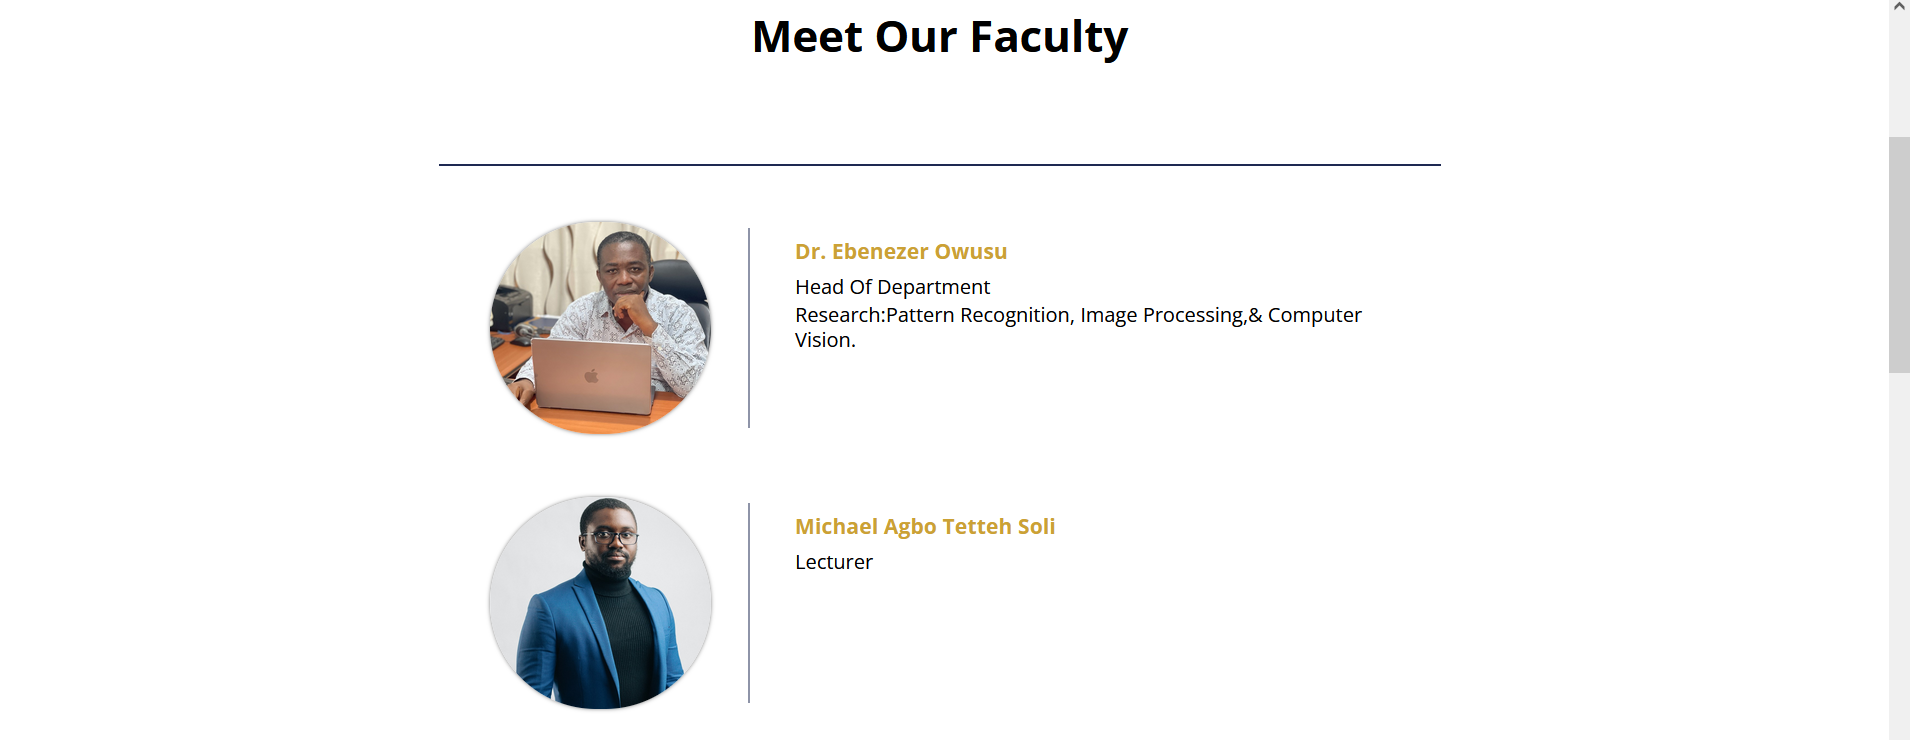 Meet Our Faculty
Dr. Ebenezer Owusu
Head Of Department
Research:Pattern Recognition, Image Processing,& Computer
Vision.
Michael Agbo Tetteh Soli
Lecturer